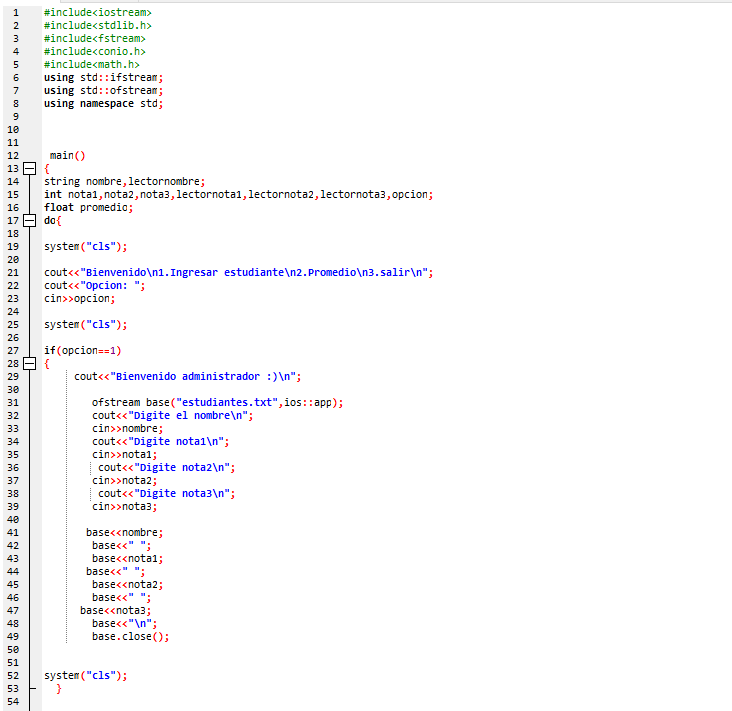 1 #include<iostream>
2 #include<stdlib.h>
3 #include<fstream>
4 #include<conio.h>
5 #include<math.h>
6 using std::ifstream;
7 using std::ofstream;
8 using namespace std;
9
10
11
12 main()
13 {
14 string nombre,lectornombre;
15 int nota1,nota2,nota3,lectornota1,lectornota2,lectornota3,opcion;
16 float promedio;
17 do{
18
19 system("cls");
20
21 cout<<"Bienvenido\n1.Ingresar estudiante\n2.Promedio\n3.salir\n";
22 cout<<"Opcion: ";
23 cin>>opcion;
24
25 system("cls");
26
27 if(opcion==1)
28 {
29 cout<<"Bienvenido administrador :)\n";
30
31 ofstream base("estudiantes.txt",ios::app);
32 cout<<"Digite el nombre\n";
33 cin>>nombre;
34 cout<<"Digite nota1\n";
35 cin>>nota1;
36 cout<<"Digite nota2\n";
37 cin>>nota2;
38 cout<<"Digite nota3\n";
39 cin>>nota3;
40
41 base<<nombre;
42 base<<" ";
43 base<<nota1;
44 base<<" ";
45 base<<nota2;
46 base<<" ";
47 base<<nota3;
48 base<<"\n";
49 base.close();
50
51
52 system("cls");
53 }
54